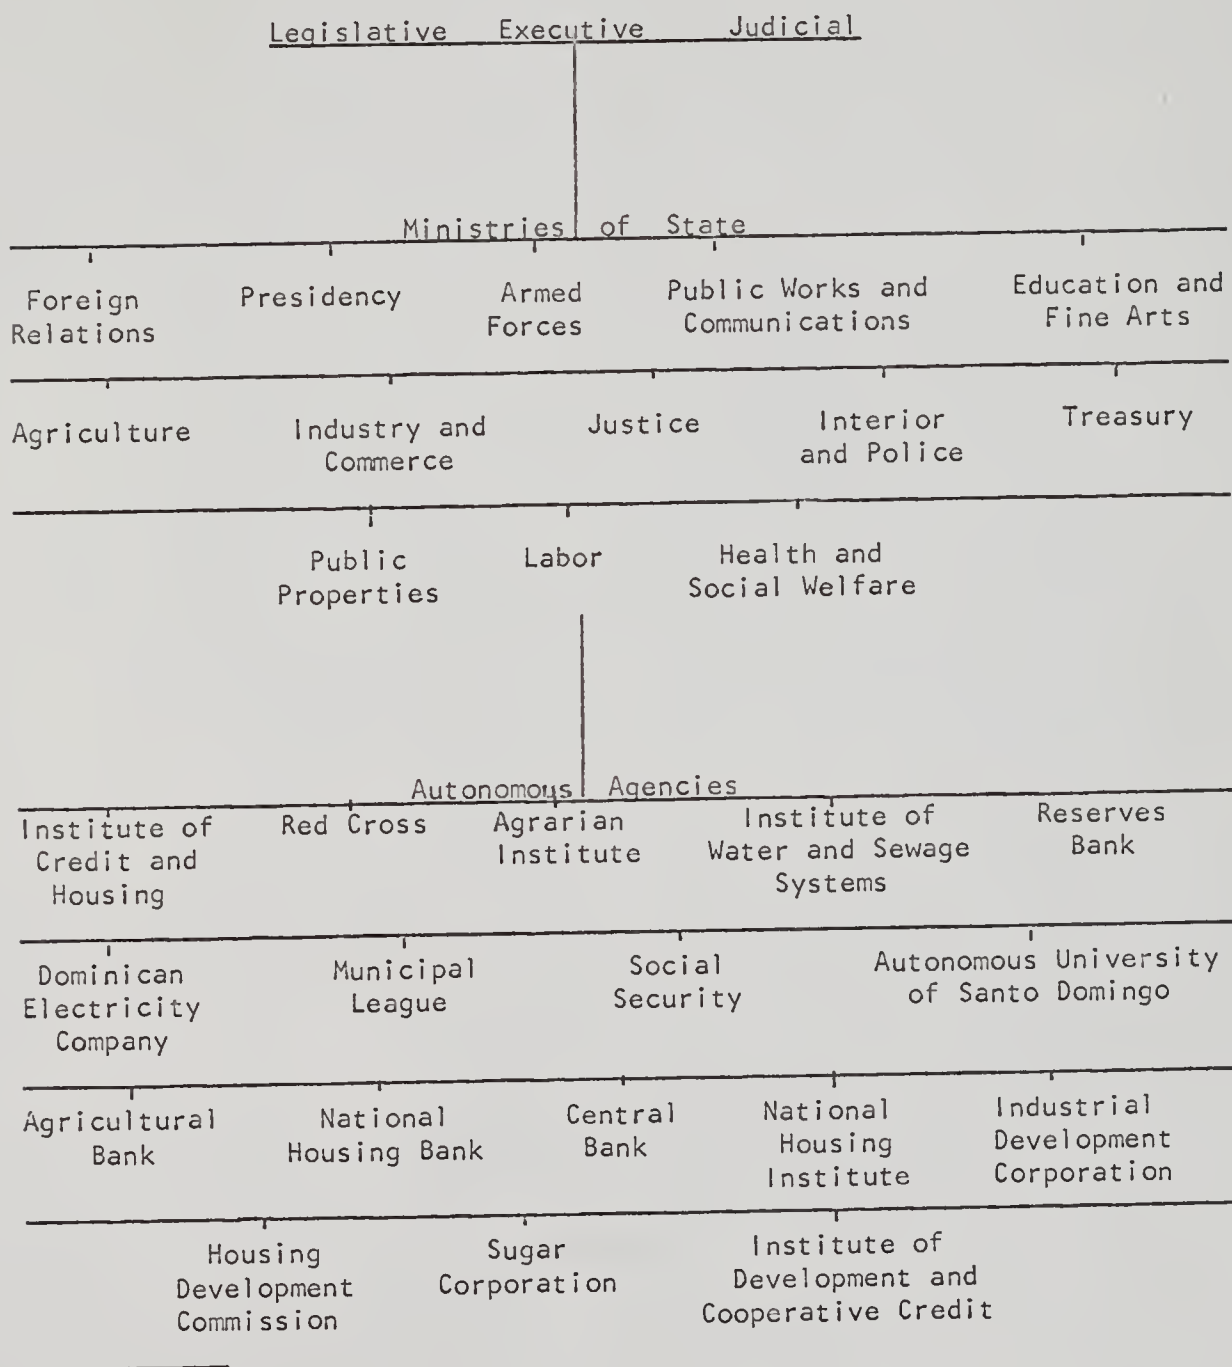 Legislative Executive Judicial
Ministries of State
Foreign Relations
Presidency
Armed Forces
Public Works and Communications
Education and Fine Arts
Agriculture
Industry and Commerce
Justice
Interior and Police
Treasury
Public Properties
Labor
Health and Social Welfare
Autonomous Agencies
Institute of Credit and Housing
Red Cross
Agrarian Institute
Institute of Water and Sewage Systems
Reserves Bank
Dominican Electricity Company
Municipal League
Social Security
Autonomous University of Santo Domingo
Agricultural Bank
National Housing Bank
Central Bank
National Housing Institute
Industrial Development Corporation
Housing Development Commission
Sugar Corporation
Institute of Development and Cooperative Credit